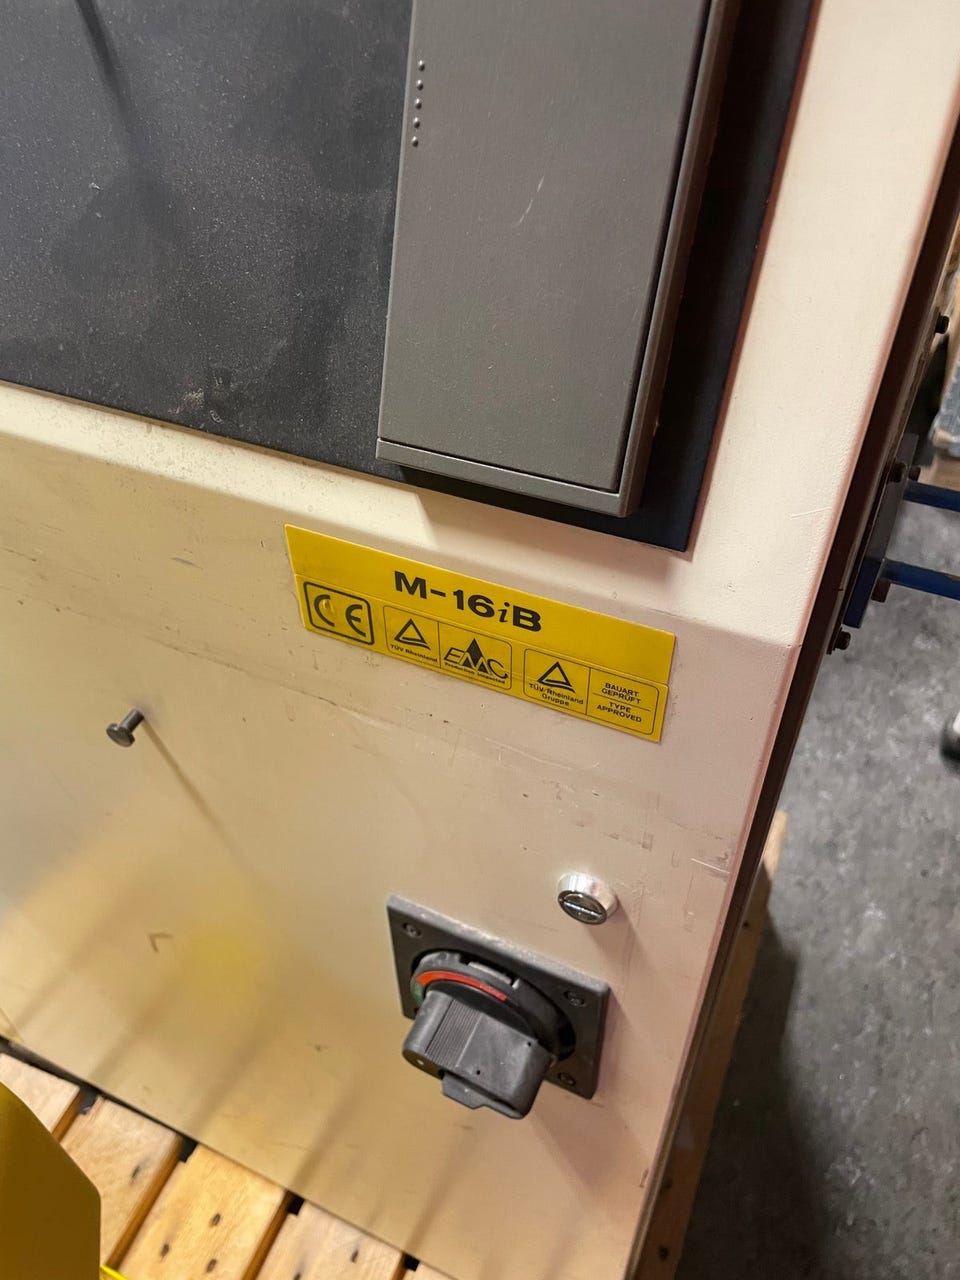 M-16iB
CE
TÜV Rheinland
EMC
Production inspected
TÜV Rheinland
Gruppe
BAUART
GEPRÜFT
TYPE
APPROVED